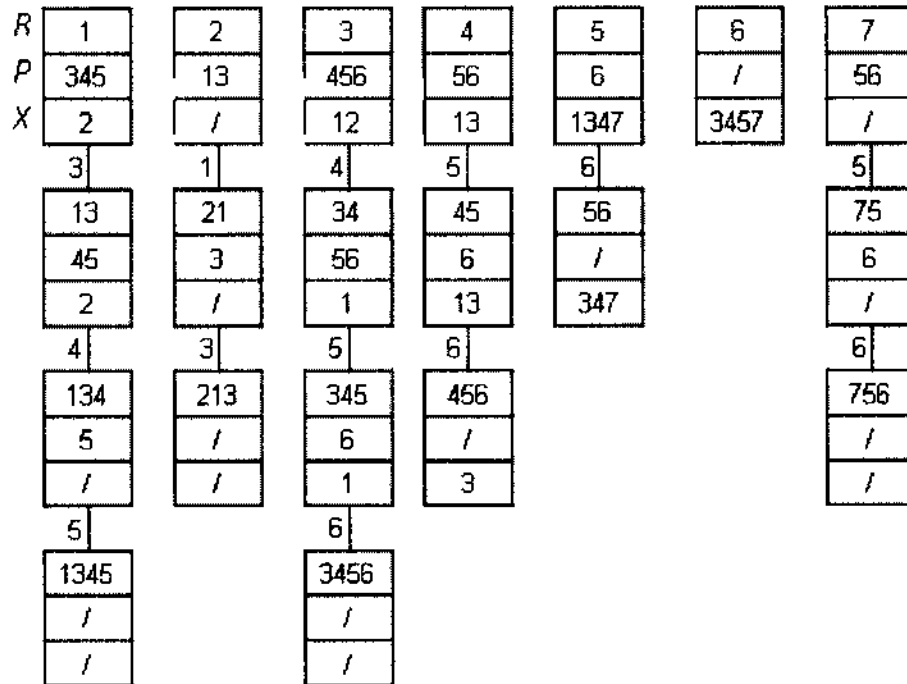 R 1 2 3 4 5 6 7
P 345 13 456 56 6 / 56
X 2 / 12 13 1347 3457 /
3 1 4 5 6 5
13 21 34 45 56 75
45 3 56 6 / 6
2 / 1 13 347 /
4 3 5 6 6
134 213 345 456 756
5 / 6 / /
/ / 1 3 /
5 6
1345 3456
/ /
/ /